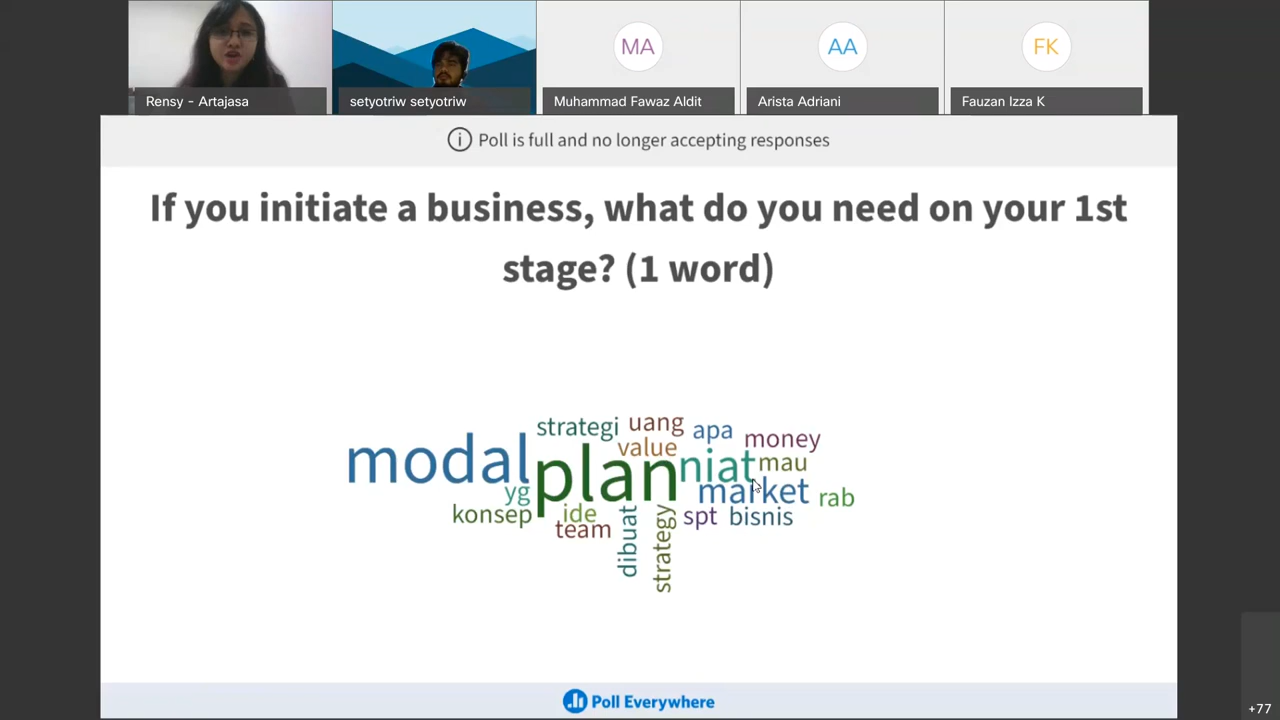 Rensy - Artajasa
setyotriw setyotriw
MA
Muhammad Fawaz Aldit
AA
Arista Adriani
FK
Fauzan Izza K
Poll is full and no longer accepting responses
If you initiate a business, what do you need on your 1st
stage? (1 word)
strategi
uang
apa
money
value
modal
plan
niat
mau
yg
market
rab
konsep
ide
team
dibuat
strategy
spt
bisnis
Poll Everywhere
+77